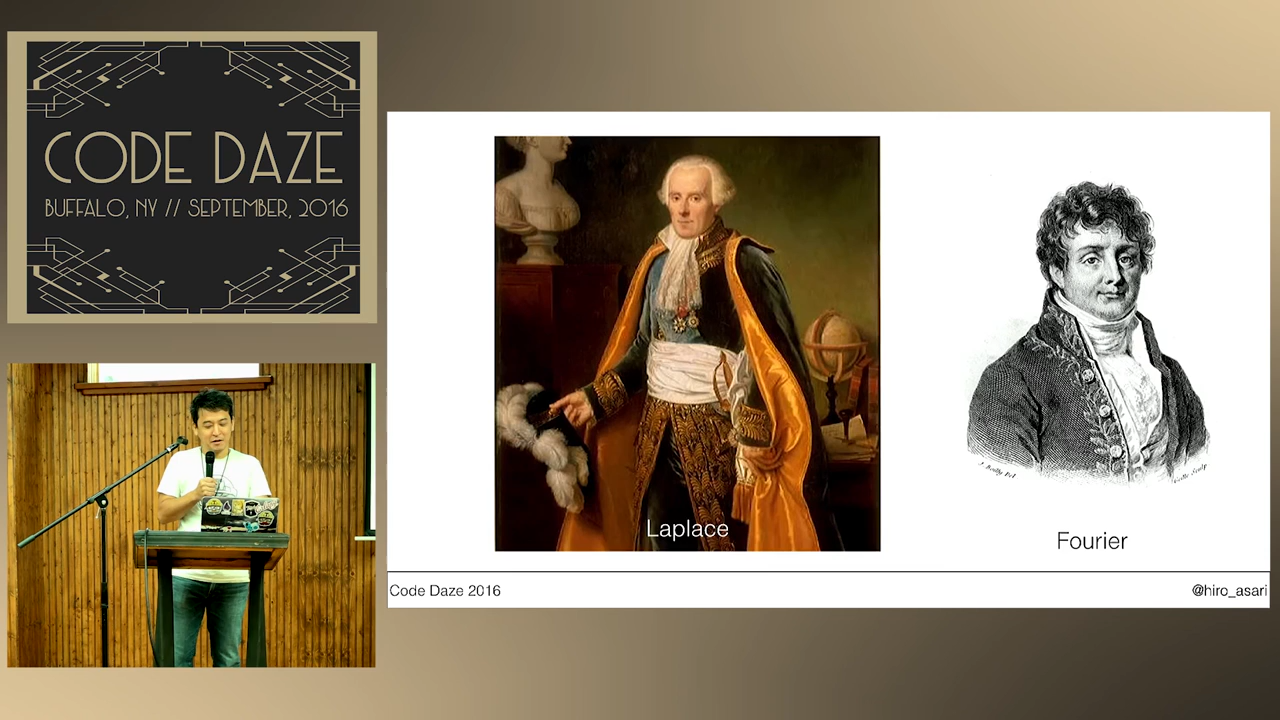 CODE DAZE
BUFFALO, NY // SEPTEMBER, 2016
Laplace
Fourier
Code Daze 2016
@hiro_asari